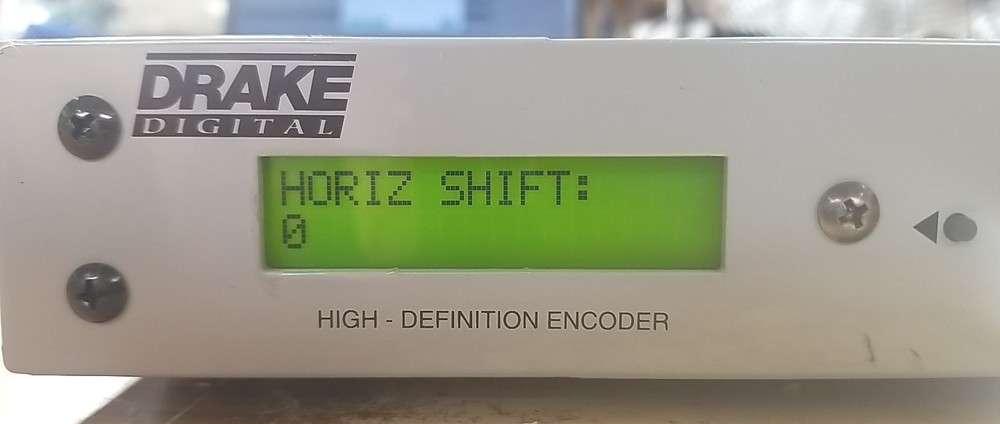 DRAKE
DIGITAL
HORIZ SHIFT:
0
HIGH - DEFINITION ENCODER